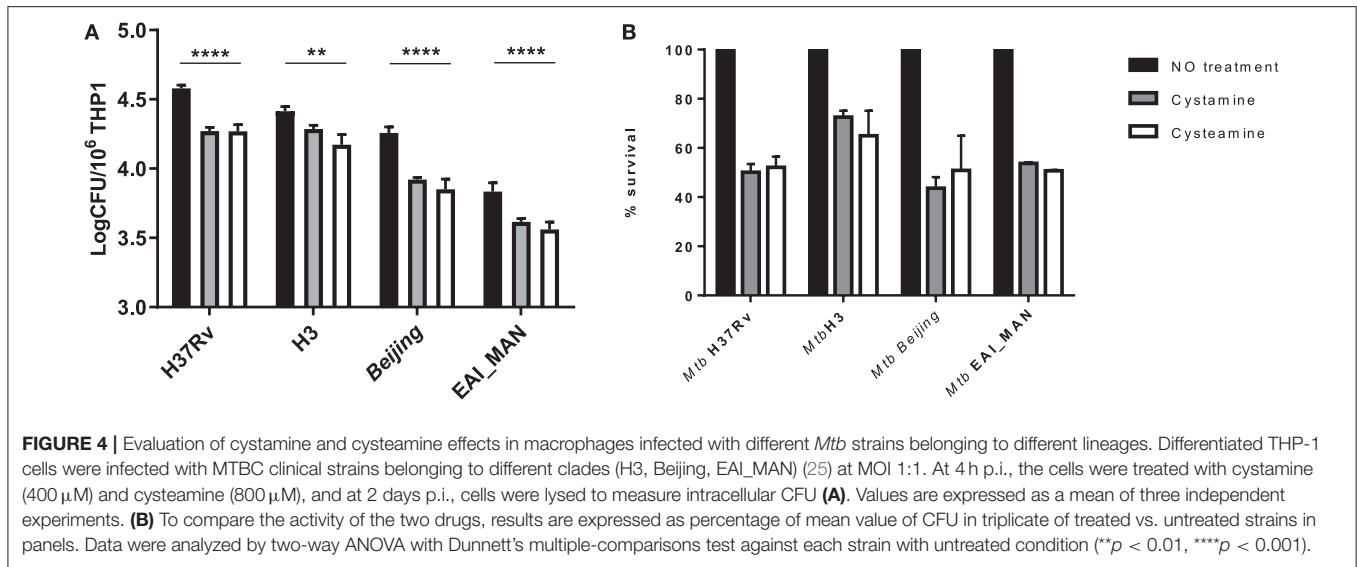 A
B
5.0
4.5
4.0
3.5
3.0
LogCFU/10⁶ THP1
****
**
****
****
H37Rv
H3
Beijing
EAI_MAN
100
80
60
40
20
0
% survival
Mtb H37Rv
Mtb H3
Mtb Beijing
Mtb EAI_MAN
NO treatment
Cystamine
Cysteamine
FIGURE 4 | Evaluation of cystamine and cysteamine effects in macrophages infected with different Mtb strains belonging to different lineages. Differentiated THP-1
cells were infected with MTBC clinical strains belonging to different clades (H3, Beijing, EAI_MAN) (25) at MOI 1:1. At 4 h p.i., the cells were treated with cystamine
(400 μM) and cysteamine (800 μM), and at 2 days p.i., cells were lysed to measure intracellular CFU (A). Values are expressed as a mean of three independent
experiments. (B) To compare the activity of the two drugs, results are expressed as percentage of mean value of CFU in triplicate of treated vs. untreated strains in
panels. Data were analyzed by two-way ANOVA with Dunnett's multiple-comparisons test against each strain with untreated condition (**p < 0.01, ****p < 0.001).